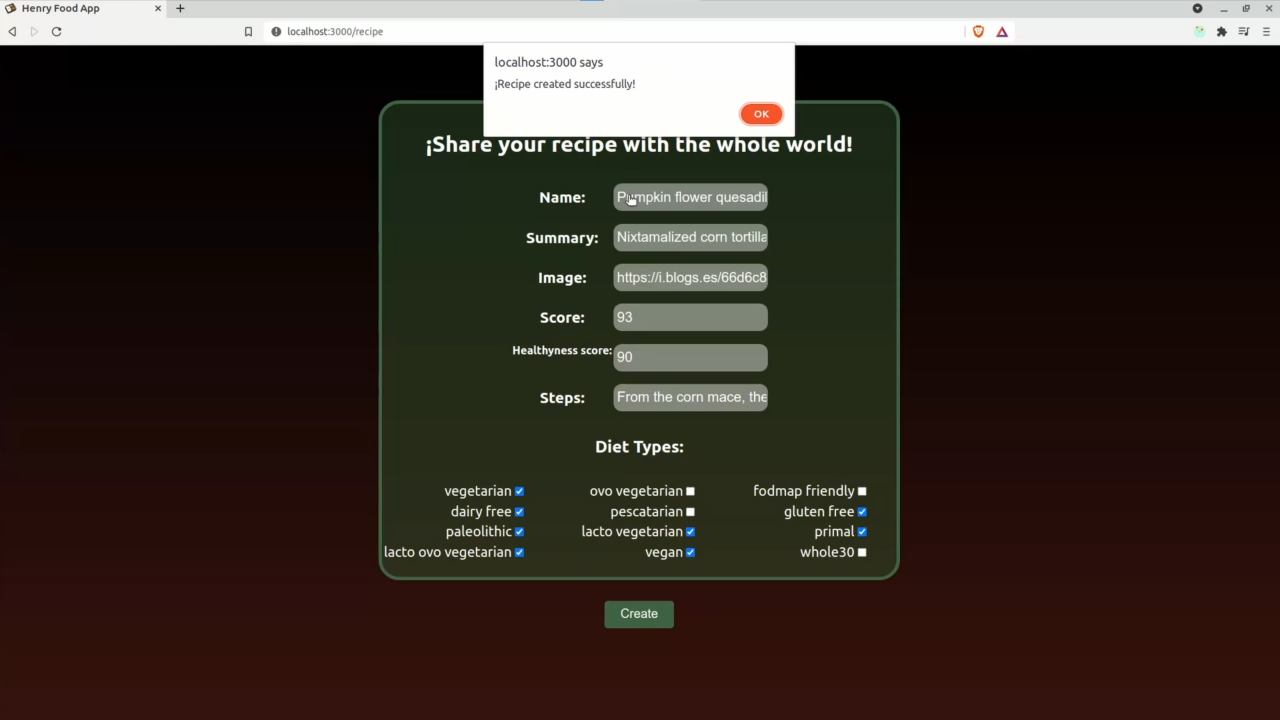 Henry Food App
localhost:3000/recipe
localhost:3000 says
¡Recipe created successfully!
OK
¡Share your recipe with the whole world!
Name: Pumpkin flower quesadil
Summary: Nixtamalized corn tortilla
Image: https://i.blogs.es/66d6c8
Score: 93
Healthyness score: 90
Steps: From the corn mace, the
Diet Types:
vegetarian ovo vegetarian fodmap friendly
dairy free pescatarian gluten free
paleolithic lacto vegetarian primal
lacto ovo vegetarian vegan whole30
Create